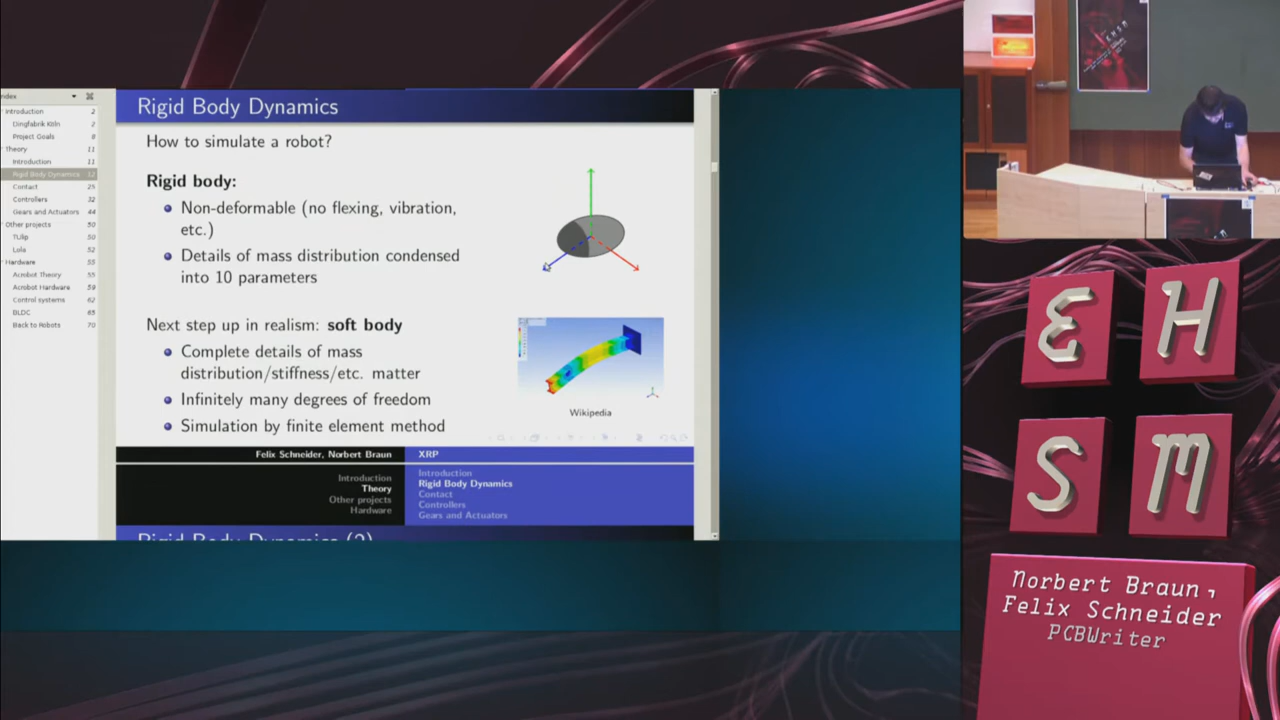 ndex
Introduction 2
Dingfabrik Köln 2
Project Goals 8
Theory 11
Introduction 11
Rigid Body Dynamics 12
Contact 25
Controllers 32
Gears and Actuators 44
Other projects 50
TUlip 50
Lola 52
Hardware 55
Acrobot Theory 55
Acrobot Hardware 59
Control systems 62
BLDC 65
Back to Robots 70
Rigid Body Dynamics
How to simulate a robot?
Rigid body:
Non-deformable (no flexing, vibration,
etc.)
Details of mass distribution condensed
into 10 parameters
Next step up in realism: soft body
Complete details of mass
distribution/stiffness/etc. matter
Infinitely many degrees of freedom
Simulation by finite element method
Wikipedia
Felix Schneider, Norbert Braun
XRP
Introduction
Theory
Other projects
Hardware
Introduction
Rigid Body Dynamics
Contact
Controllers
Gears and Actuators
Rigid Body Dynamics (2)
EH
SM
Norbert Braun,
Felix Schneider
PCBWriter